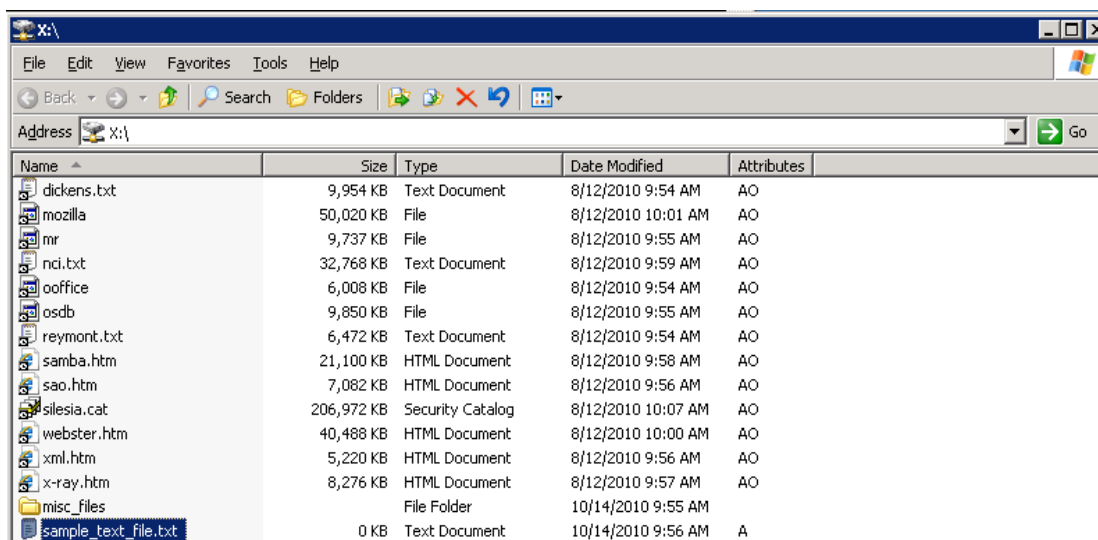 X:\
File Edit View Favorites Tools Help
Back Search Folders
Address X:\ Go
Name Size Type Date Modified Attributes
dickens.txt 9,954 KB Text Document 8/12/2010 9:54 AM AO
mozilla 50,020 KB File 8/12/2010 10:01 AM AO
mr 9,737 KB File 8/12/2010 9:55 AM AO
nci.txt 32,768 KB Text Document 8/12/2010 9:59 AM AO
ooffice 6,008 KB File 8/12/2010 9:54 AM AO
osdb 9,850 KB File 8/12/2010 9:55 AM AO
reymont.txt 6,472 KB Text Document 8/12/2010 9:54 AM AO
samba.htm 21,100 KB HTML Document 8/12/2010 9:58 AM AO
sao.htm 7,082 KB HTML Document 8/12/2010 9:56 AM AO
silesia.cat 206,972 KB Security Catalog 8/12/2010 10:07 AM AO
webster.htm 40,488 KB HTML Document 8/12/2010 10:00 AM AO
xml.htm 5,220 KB HTML Document 8/12/2010 9:56 AM AO
x-ray.htm 8,276 KB HTML Document 8/12/2010 9:57 AM AO
misc_files File Folder 10/14/2010 9:55 AM
sample_text_file.txt 0 KB Text Document 10/14/2010 9:56 AM A